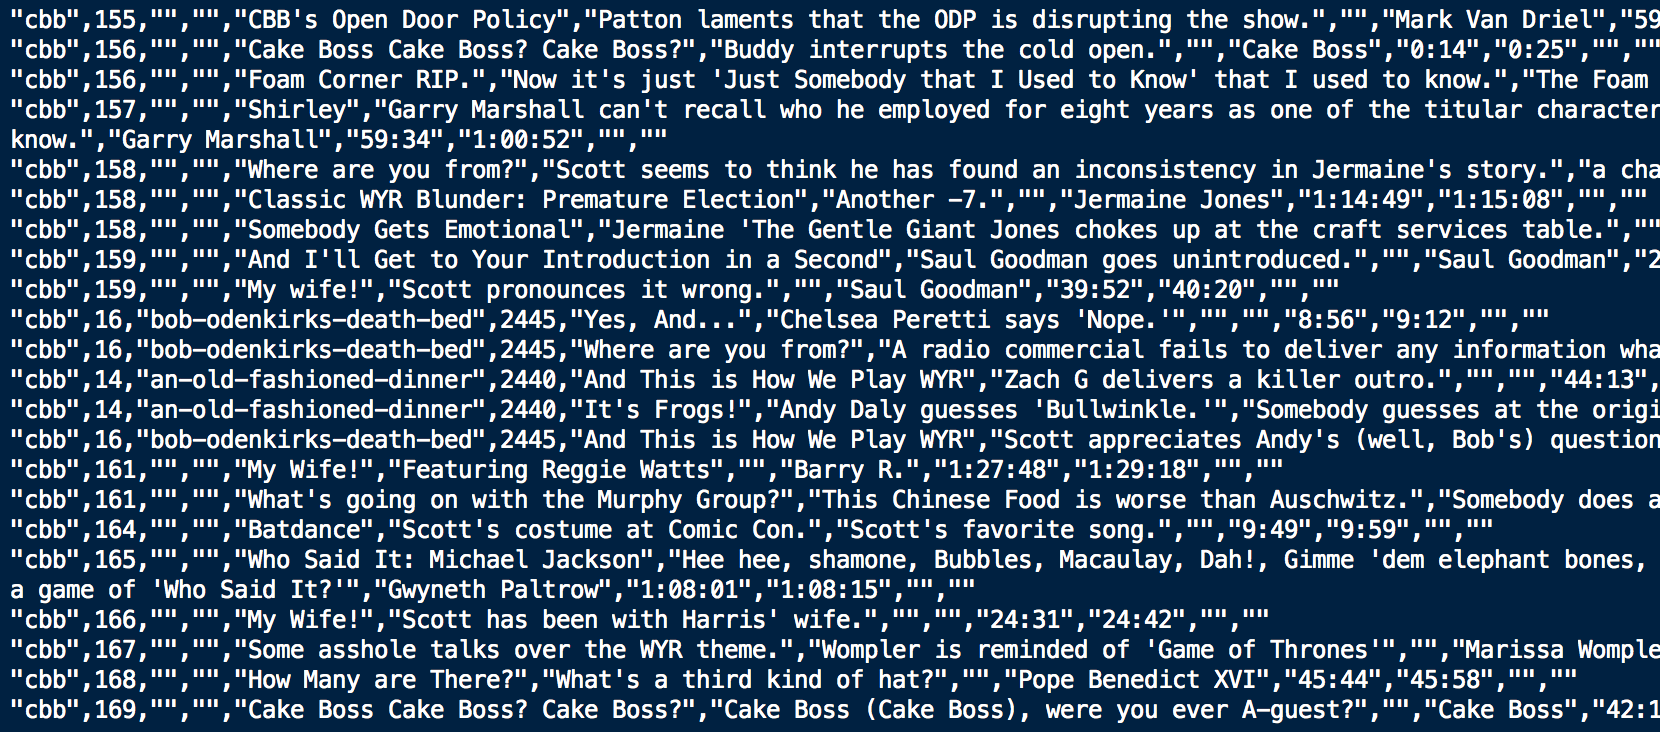 "cbb",155,"","","CBB's Open Door Policy","Patton laments that the ODP is disrupting the show.","","Mark Van Driel","59
"cbb",156,"","","Cake Boss Cake Boss? Cake Boss?","Buddy interrupts the cold open.","","Cake Boss","0:14","0:25","",""
"cbb",156,"","","Foam Corner RIP.","Now it's just 'Just Somebody that I Used to Know' that I used to know.","The Foam
"cbb",157,"","","Shirley","Garry Marshall can't recall who he employed for eight years as one of the titular character
know.","Garry Marshall","59:34","1:00:52","",""
"cbb",158,"","","Where are you from?","Scott seems to think he has found an inconsistency in Jermaine's story.","a cha
"cbb",158,"","","Classic WYR Blunder: Premature Election","Another -7.","","Jermaine Jones","1:14:49","1:15:08","",""
"cbb",158,"","","Somebody Gets Emotional","Jermaine 'The Gentle Giant Jones chokes up at the craft services table.",""
"cbb",159,"","","And I'll Get to Your Introduction in a Second","Saul Goodman goes unintroduced.","","Saul Goodman","2
"cbb",159,"","","My wife!","Scott pronounces it wrong.","","Saul Goodman","39:52","40:20","",""
"cbb",16,"bob-odenkirks-death-bed",2445,"Yes, And...","Chelsea Peretti says 'Nope.'","","","8:56","9:12","",""
"cbb",16,"bob-odenkirks-death-bed",2445,"Where are you from?","A radio commercial fails to deliver any information wha
"cbb",14,"an-old-fashioned-dinner",2440,"And This is How We Play WYR","Zach G delivers a killer outro.","","","44:13",
"cbb",14,"an-old-fashioned-dinner",2440,"It's Frogs!","Andy Daly guesses 'Bullwinkle.'","Somebody guesses at the origi
"cbb",16,"bob-odenkirks-death-bed",2445,"And This is How We Play WYR","Scott appreciates Andy's (well, Bob's) question
"cbb",161,"","","My Wife!","Featuring Reggie Watts","","Barry R.","1:27:48","1:29:18","",""
"cbb",161,"","","What's going on with the Murphy Group?","This Chinese Food is worse than Auschwitz.","Somebody does a
"cbb",164,"","","Batdance","Scott's costume at Comic Con.","Scott's favorite song.","","9:49","9:59","",""
"cbb",165,"","","Who Said It: Michael Jackson","Hee hee, shamone, Bubbles, Macaulay, Dah!, Gimme 'dem elephant bones,
a game of 'Who Said It?'","Gwyneth Paltrow","1:08:01","1:08:15","",""
"cbb",166,"","","My Wife!","Scott has been with Harris' wife.","","","24:31","24:42","",""
"cbb",167,"","","Some asshole talks over the WYR theme.","Wompler is reminded of 'Game of Thrones'","","Marissa Womple
"cbb",168,"","","How Many are There?","What's a third kind of hat?","","Pope Benedict XVI","45:44","45:58","",""
"cbb",169,"","","Cake Boss Cake Boss? Cake Boss?","Cake Boss (Cake Boss), were you ever A-guest?","","Cake Boss","42:1